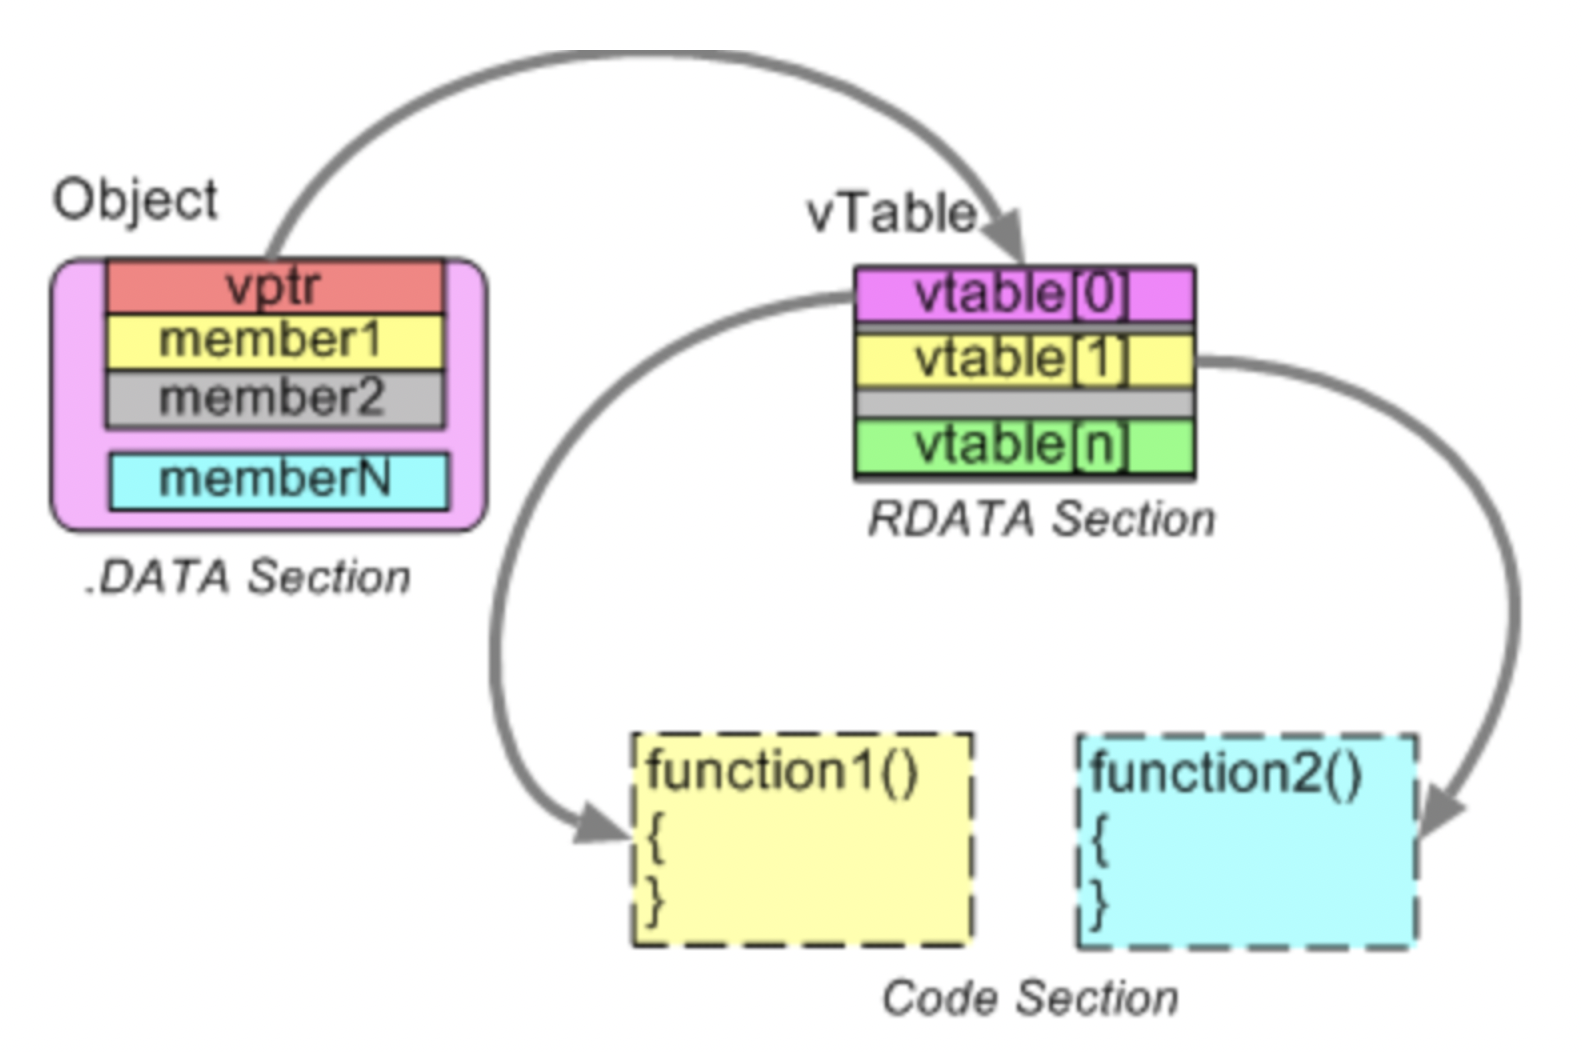 Object
vptr
member1
member2
memberN
.DATA Section
vTable
vtable[0]
vtable[1]
vtable[n]
RDATA Section
function1()
{
}
function2()
{
}
Code Section